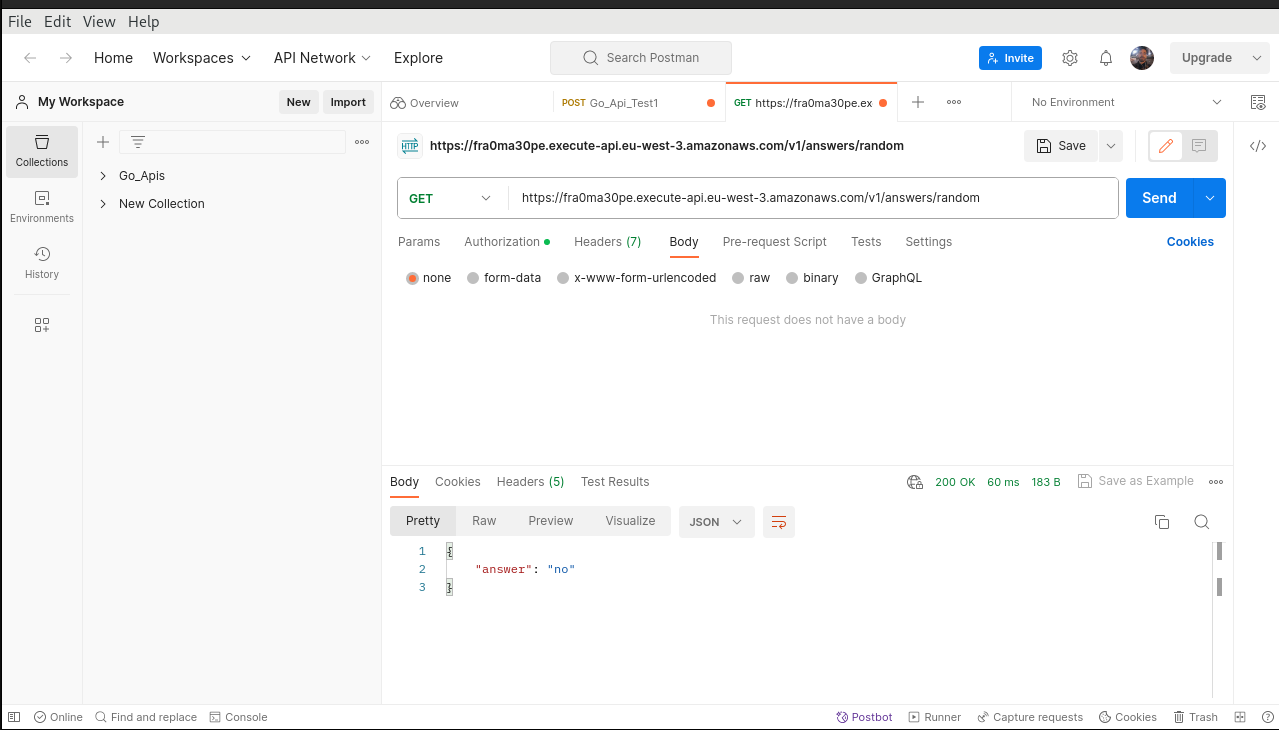 File Edit View Help
Home Workspaces API Network Explore Search Postman Invite Upgrade
My Workspace New Import Overview POST Go_Api_Test1 GET https://fra0ma30pe.ex No Environment
Collections
Go_Apis
New Collection
Environments
History
HTTP https://fra0ma30pe.execute-api.eu-west-3.amazonaws.com/v1/answers/random Save
GET https://fra0ma30pe.execute-api.eu-west-3.amazonaws.com/v1/answers/random Send
Params Authorization Headers (7) Body Pre-request Script Tests Settings Cookies
none form-data x-www-form-urlencoded raw binary GraphQL
This request does not have a body
Body Cookies Headers (5) Test Results 200 OK 60 ms 183 B Save as Example
Pretty Raw Preview Visualize JSON
1 {
2 "answer": "no"
3 }
Online Find and replace Console Postbot Runner Capture requests Cookies Trash